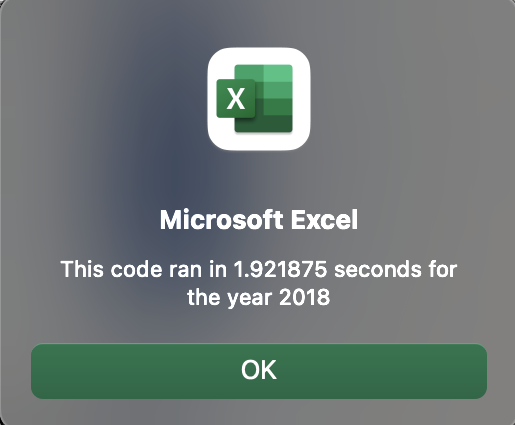 X
Microsoft Excel
This code ran in 1.921875 seconds for
the year 2018
OK